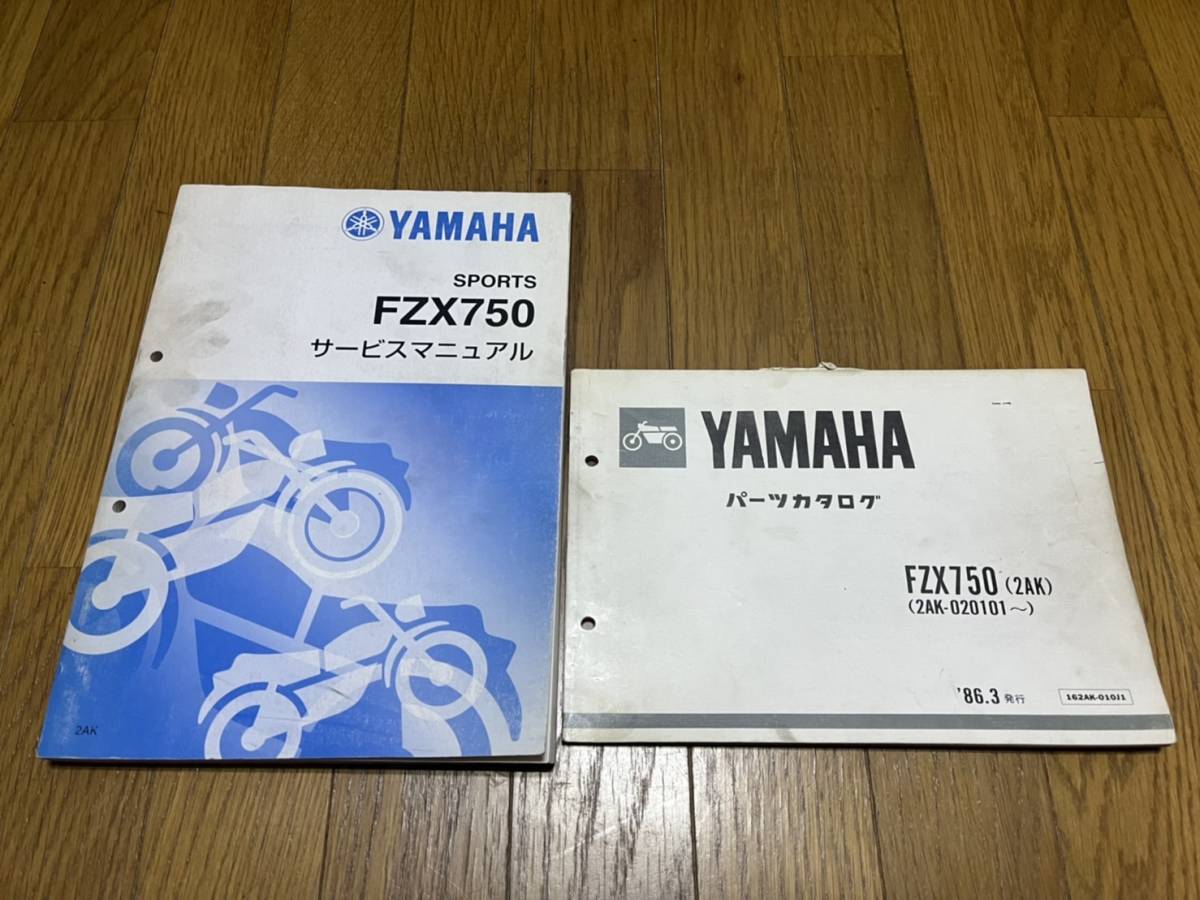 YAMAHA
SPORTS
FZX750
サービスマニュアル
2AK
YAMAHA
パーツカタログ
FZX750 (2AK)
(2AK-020101～)
'86.3 発行
162AK-010J1